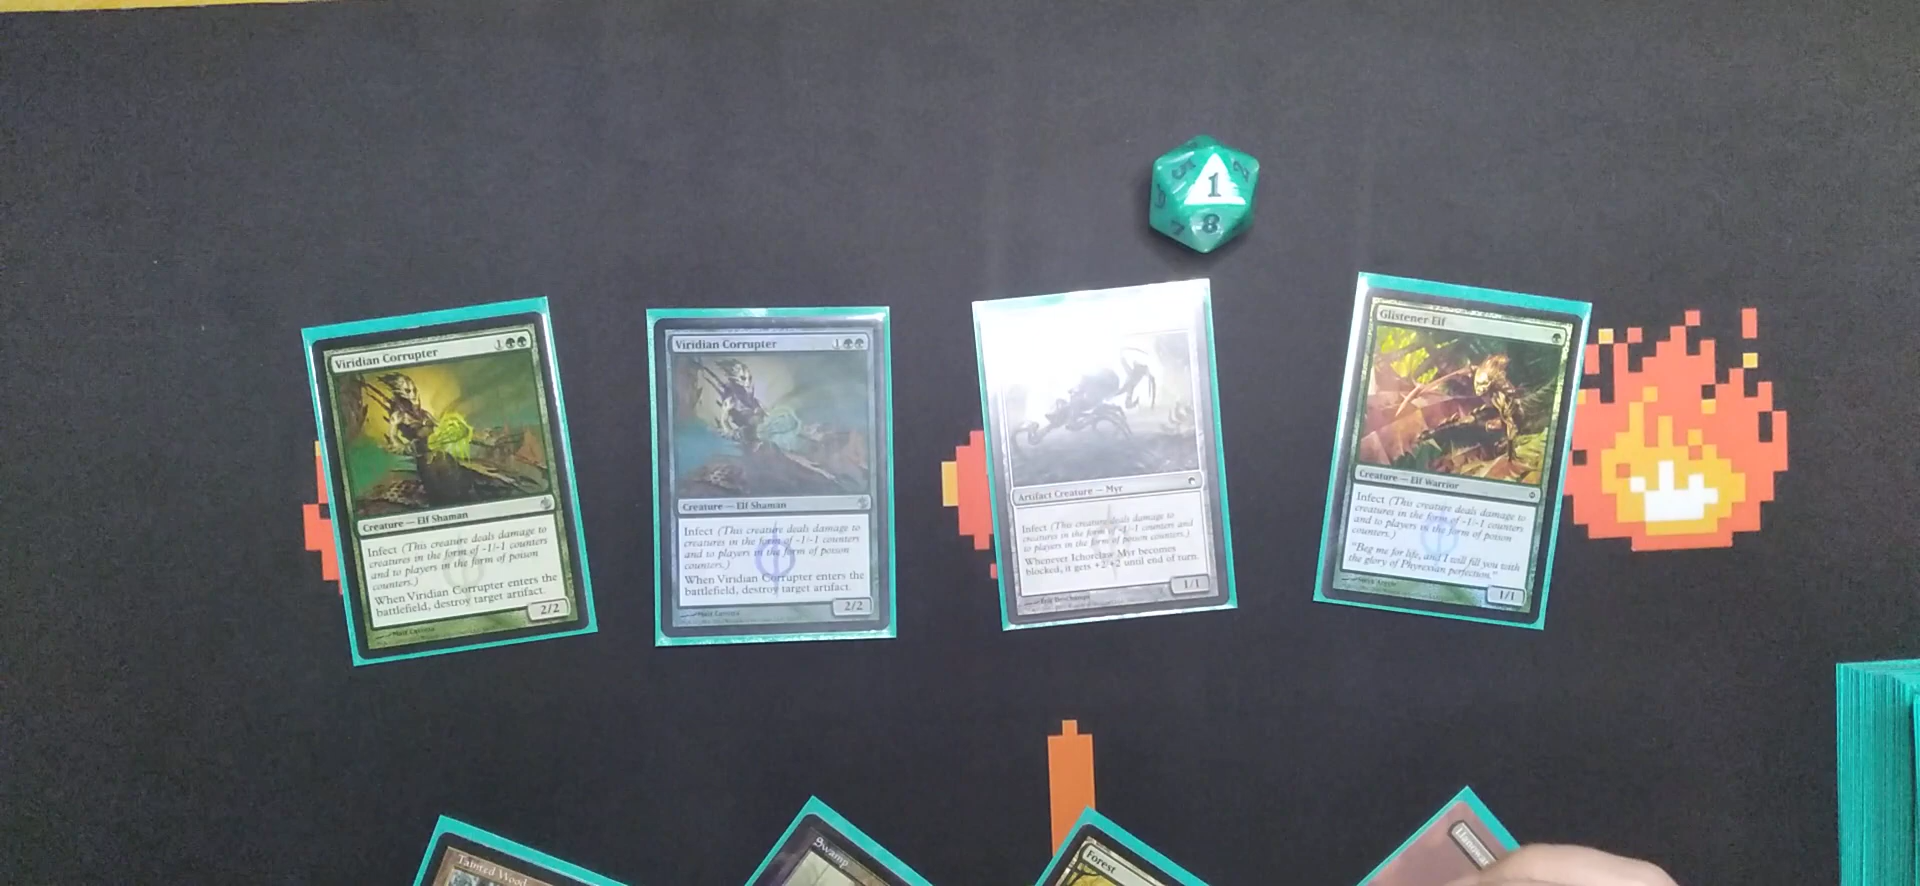 1
8
7
5
2
Viridian Corrupter 1
Creature — Elf Shaman
Infect (This creature deals damage to
creatures in the form of -1/-1 counters
and to players in the form of poison
counters.)
When Viridian Corrupter enters the
battlefield, destroy target artifact.
2/2
Viridian Corrupter 1
Creature — Elf Shaman
Infect (This creature deals damage to
creatures in the form of -1/-1 counters
and to players in the form of poison
counters.)
When Viridian Corrupter enters the
battlefield, destroy target artifact.
2/2
Artifact Creature — Myr
Infect (This creature deals damage to
creatures in the form of -1/-1 counters and
to players in the form of poison counters.)
Whenever Ichorclaw Myr becomes
blocked, it gets +2/+2 until end of turn.
1/1
Glistener Elf
Creature — Elf Warrior
Infect (This creature deals damage to
creatures in the form of -1/-1 counters
and to players in the form of poison
counters.)
"Beg me for life, and I will fill you with
the glory of Phyrexian perfection."
1/1
Tainted Wood
Swamp
Forest